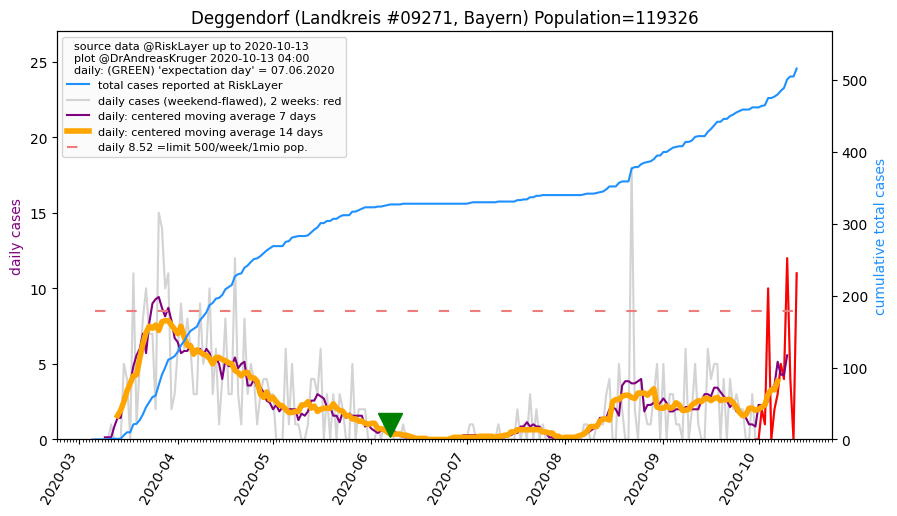 Deggendorf (Landkreis #09271, Bayern) Population=119326
source data @RiskLayer up to 2020-10-13
plot @DrAndreasKruger 2020-10-13 04:00
daily: (GREEN) 'expectation day' = 07.06.2020
total cases reported at RiskLayer
daily cases (weekend-flawed), 2 weeks: red
daily: centered moving average 7 days
daily: centered moving average 14 days
daily 8.52 =limit 500/week/1mio pop.
daily cases
25
20
15
10
5
0
cumulative total cases
500
400
300
200
100
0
2020-03
2020-04
2020-05
2020-06
2020-07
2020-08
2020-09
2020-10